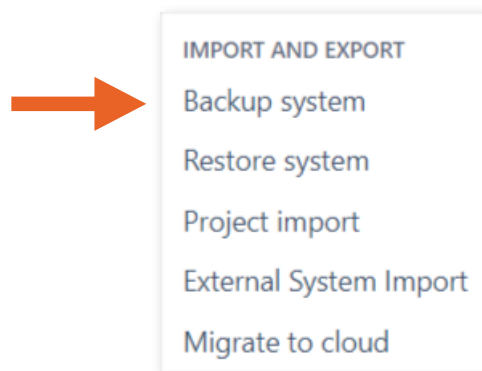 IMPORT AND EXPORT
Backup system
Restore system
Project import
External System Import
Migrate to cloud